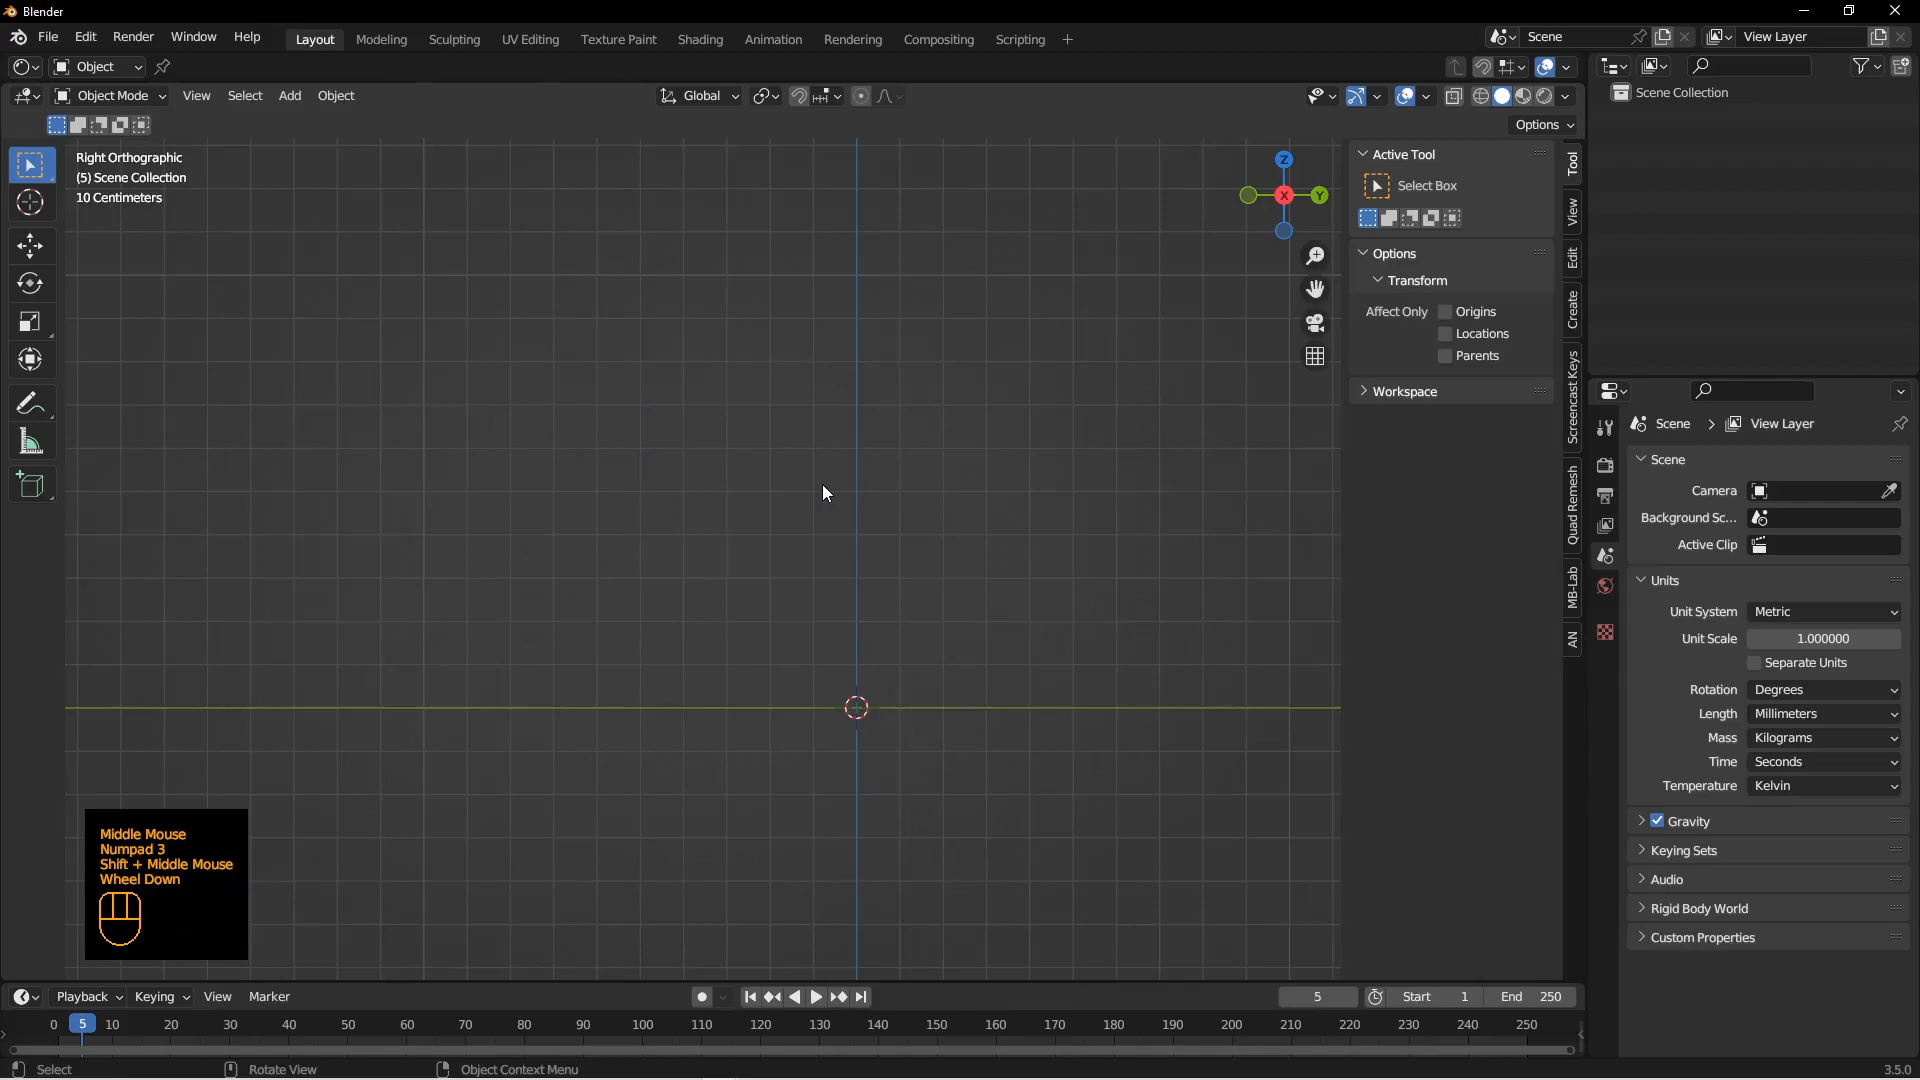 Blender
File Edit Render Window Help Layout Modeling Sculpting UV Editing Texture Paint Shading Animation Rendering Compositing Scripting + Scene View Layer
Object
Object Mode View Select Add Object Global
Options
Scene Collection
Right Orthographic
(5) Scene Collection
10 Centimeters
Z
X
Y
Active Tool
Select Box
Options
Transform
Affect Only Origins
Locations
Parents
Workspace
Tool
View
Edit
Create
Screencast Keys
Quad Remesh
MB-Lab
AN
Scene View Layer
Scene
Camera
Background Sc...
Active Clip
Units
Unit System Metric
Unit Scale 1.000000
Separate Units
Rotation Degrees
Length Millimeters
Mass Kilograms
Time Seconds
Temperature Kelvin
Gravity
Keying Sets
Audio
Rigid Body World
Custom Properties
Middle Mouse
Numpad 3
Shift + Middle Mouse
Wheel Down
Playback Keying View Marker 5 Start 1 End 250
0 5 10 20 30 40 50 60 70 80 90 100 110 120 130 140 150 160 170 180 190 200 210 220 230 240 250
Select Rotate View Object Context Menu 3.5.0